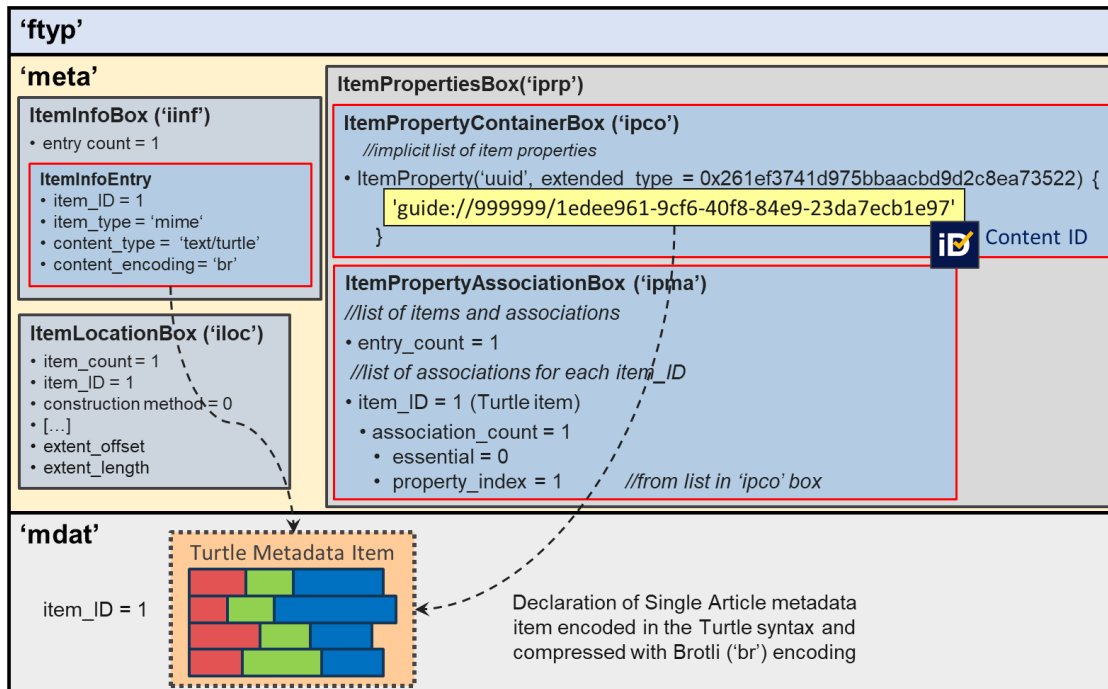 ‘ftyp’
‘meta’
ItemInfoBox (‘iinf’)
• entry count = 1
ItemInfoEntry
• item_ID = 1
• item_type = ‘mime‘
• content_type = ‘text/turtle’
• content_encoding = ‘br’
ItemLocationBox (‘iloc’)
• item_count = 1
• item_ID = 1
• construction method = 0
• […]
• extent_offset
• extent_length
ItemPropertiesBox(‘iprp’)
ItemPropertyContainerBox (‘ipco’)
//implicit list of item properties
• ItemProperty(‘uuid’, extended_type = 0x261ef3741d975bbaacbd9d2c8ea73522) {
'guide://999999/1edee961-9cf6-40f8-84e9-23da7ecb1e97'
}
iD Content ID
ItemPropertyAssociationBox (‘ipma’)
//list of items and associations
• entry_count = 1
//list of associations for each item_ID
• item_ID = 1 (Turtle item)
• association_count = 1
• essential = 0
• property_index = 1 //from list in ‘ipco’ box
‘mdat’
Turtle Metadata Item
item_ID = 1
Declaration of Single Article metadata
item encoded in the Turtle syntax and
compressed with Brotli (‘br’) encoding